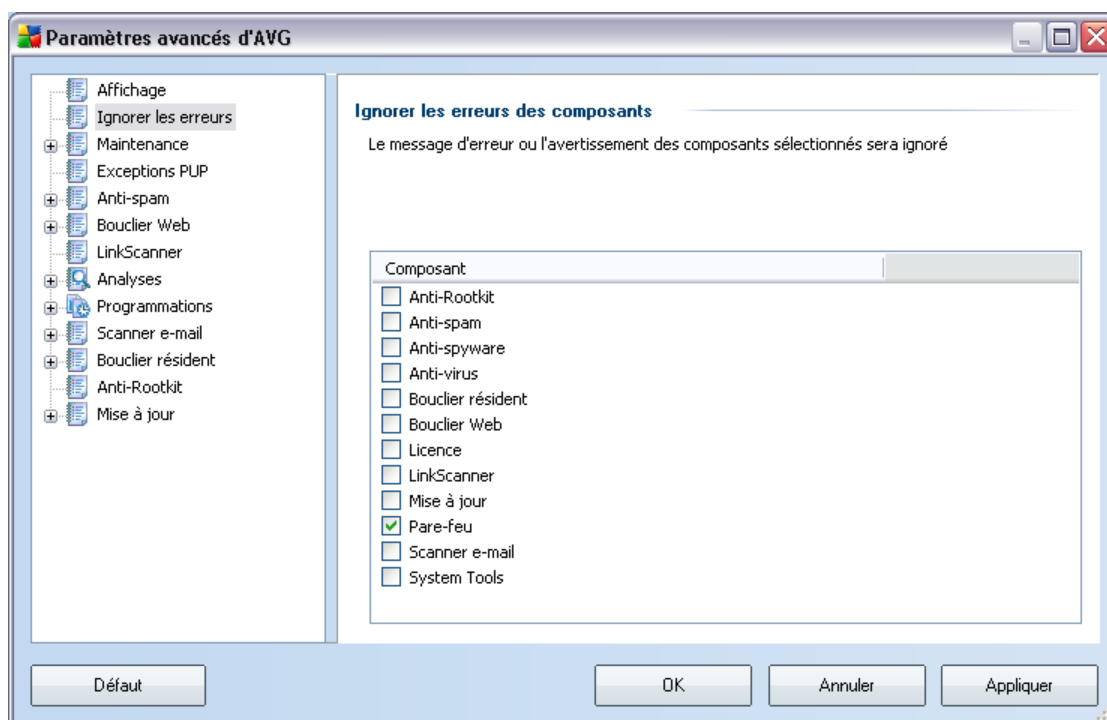 Paramètres avancés d'AVG
Affichage
Ignorer les erreurs
Maintenance
Exceptions PUP
Anti-spam
Bouclier Web
LinkScanner
Analyses
Programmations
Scanner e-mail
Bouclier résident
Anti-Rootkit
Mise à jour
Ignorer les erreurs des composants
Le message d'erreur ou l'avertissement des composants sélectionnés sera ignoré
Composant
Anti-Rootkit
Anti-spam
Anti-spyware
Anti-virus
Bouclier résident
Bouclier Web
Licence
LinkScanner
Mise à jour
Pare-feu
Scanner e-mail
System Tools
Défaut
OK
Annuler
Appliquer